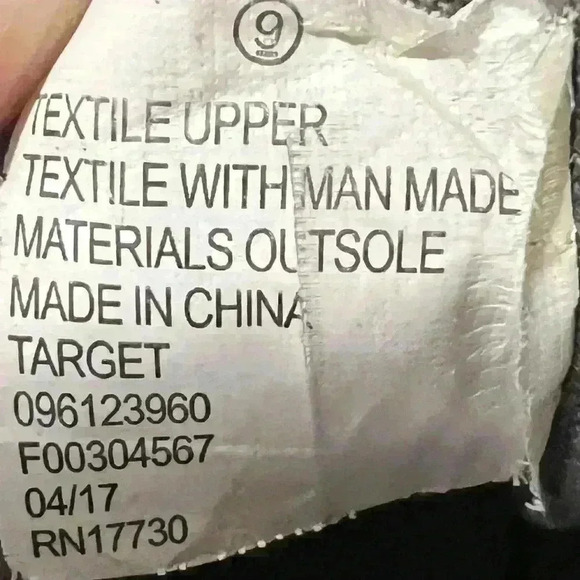 9
TEXTILE UPPER
TEXTILE WITH MAN MADE
MATERIALS OUTSOLE
MADE IN CHINA
TARGET
096123960
F00304567
04/17
RN17730